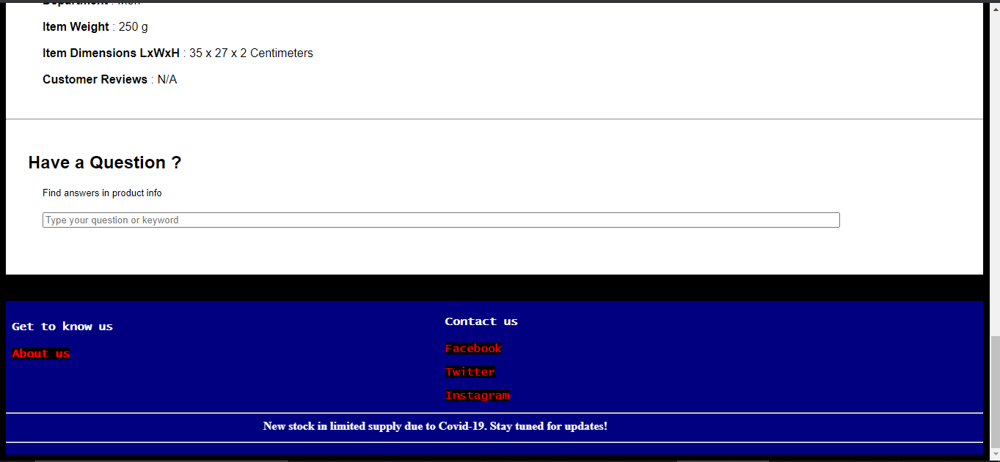 Department : Men
Item Weight : 250 g
Item Dimensions LxWxH : 35 x 27 x 2 Centimeters
Customer Reviews : N/A
Have a Question ?
Find answers in product info
Type your question or keyword
Get to know us
About us
Contact us
Facebook
Twitter
Instagram
New stock in limited supply due to Covid-19. Stay tuned for updates!